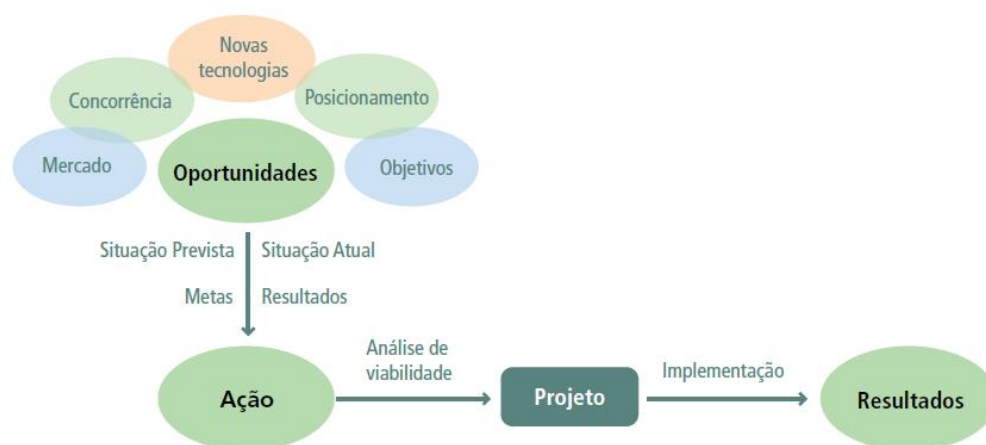 Novas
tecnologias
Concorrência
Posicionamento
Mercado
Oportunidades
Objetivos
Situação Prevista
Situação Atual
Metas
Resultados
Análise de
viabilidade
Ação
Projeto
Implementação
Resultados